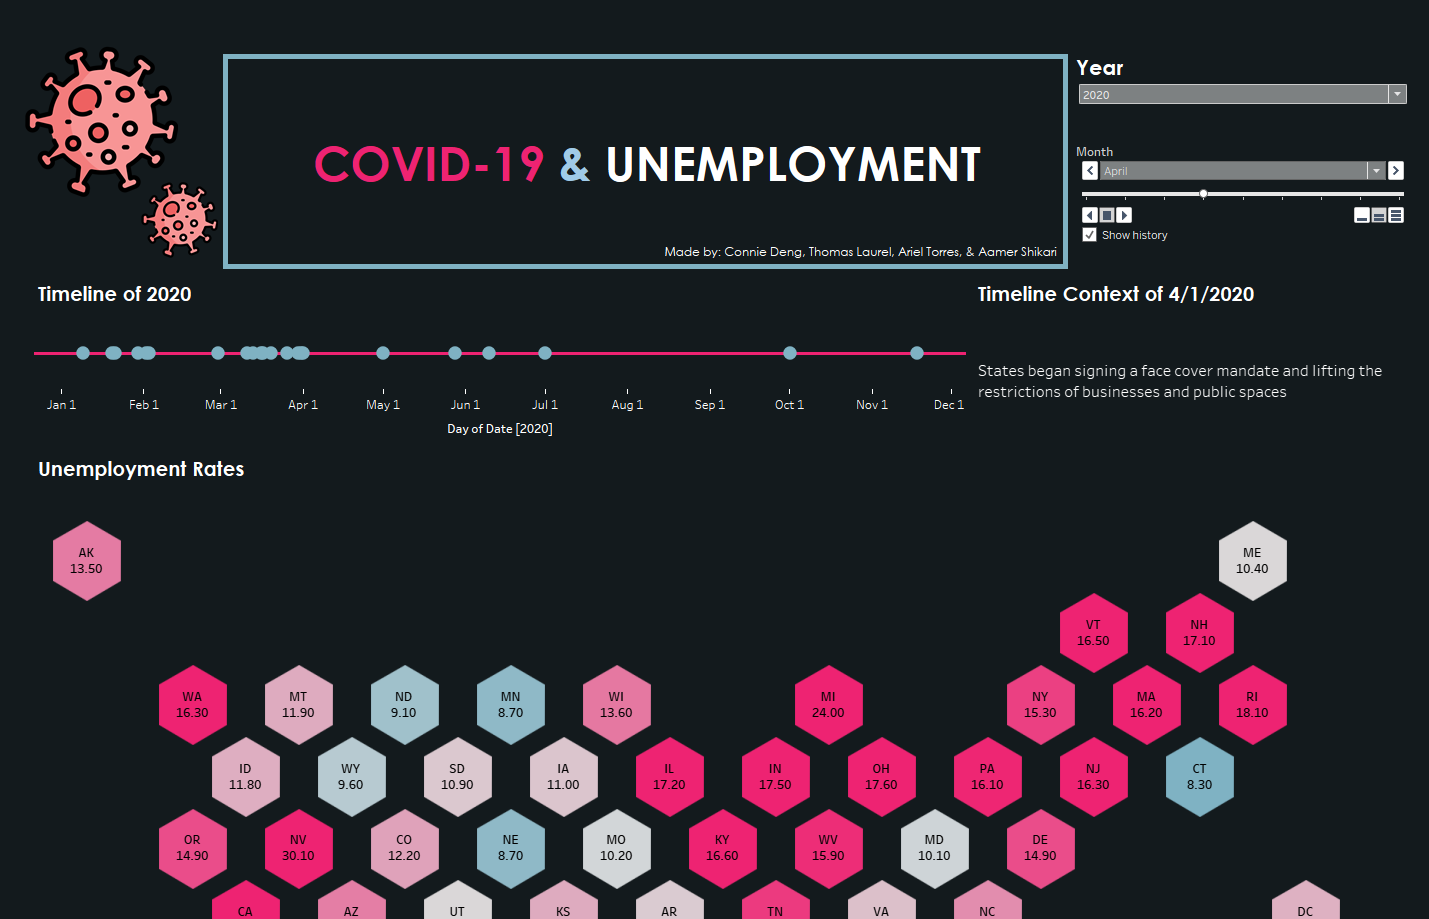 Year
2020
COVID-19 & UNEMPLOYMENT
Month
April
Show history
Made by: Connie Deng, Thomas Laurel, Ariel Torres, & Aamer Shikari
Timeline of 2020
Timeline Context of 4/1/2020
States began signing a face cover mandate and lifting the
restrictions of businesses and public spaces
Jan 1 Feb 1 Mar 1 Apr 1 May 1 Jun 1 Jul 1 Aug 1 Sep 1 Oct 1 Nov 1 Dec 1
Day of Date [2020]
Unemployment Rates
AK ME
13.50 10.40
VT NH
16.50 17.10
WA MT ND MN WI MI NY MA RI
16.30 11.90 9.10 8.70 13.60 24.00 15.30 16.20 18.10
ID WY SD IA IL IN OH PA NJ CT
11.80 9.60 10.90 11.00 17.20 17.50 17.60 16.10 16.30 8.30
OR NV CO NE MO KY WV MD DE
14.90 30.10 12.20 8.70 10.20 16.60 15.90 10.10 14.90
CA AZ UT KS AR TN VA NC DC